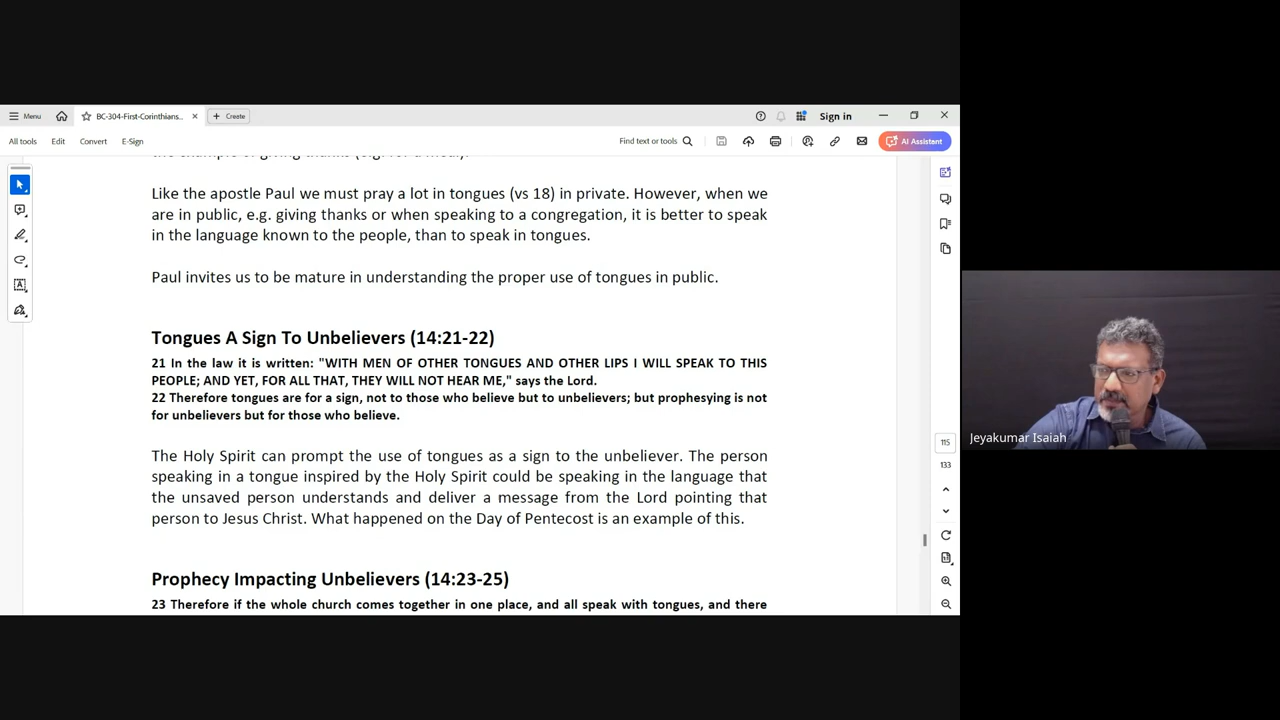 Menu
BC-304-First-Corinthians...
Create
Sign in
All tools
Edit
Convert
E-Sign
Find text or tools
AI Assistant
Like the apostle Paul we must pray a lot in tongues (vs 18) in private. However, when we
are in public, e.g. giving thanks or when speaking to a congregation, it is better to speak
in the language known to the people, than to speak in tongues.
Paul invites us to be mature in understanding the proper use of tongues in public.
Tongues A Sign To Unbelievers (14:21-22)
21 In the law it is written: "WITH MEN OF OTHER TONGUES AND OTHER LIPS I WILL SPEAK TO THIS
PEOPLE; AND YET, FOR ALL THAT, THEY WILL NOT HEAR ME," says the Lord.
22 Therefore tongues are for a sign, not to those who believe but to unbelievers; but prophesying is not
for unbelievers but for those who believe.
The Holy Spirit can prompt the use of tongues as a sign to the unbeliever. The person
speaking in a tongue inspired by the Holy Spirit could be speaking in the language that
the unsaved person understands and deliver a message from the Lord pointing that
person to Jesus Christ. What happened on the Day of Pentecost is an example of this.
Prophecy Impacting Unbelievers (14:23-25)
23 Therefore if the whole church comes together in one place, and all speak with tongues, and there
115
133
Jeyakumar Isaiah